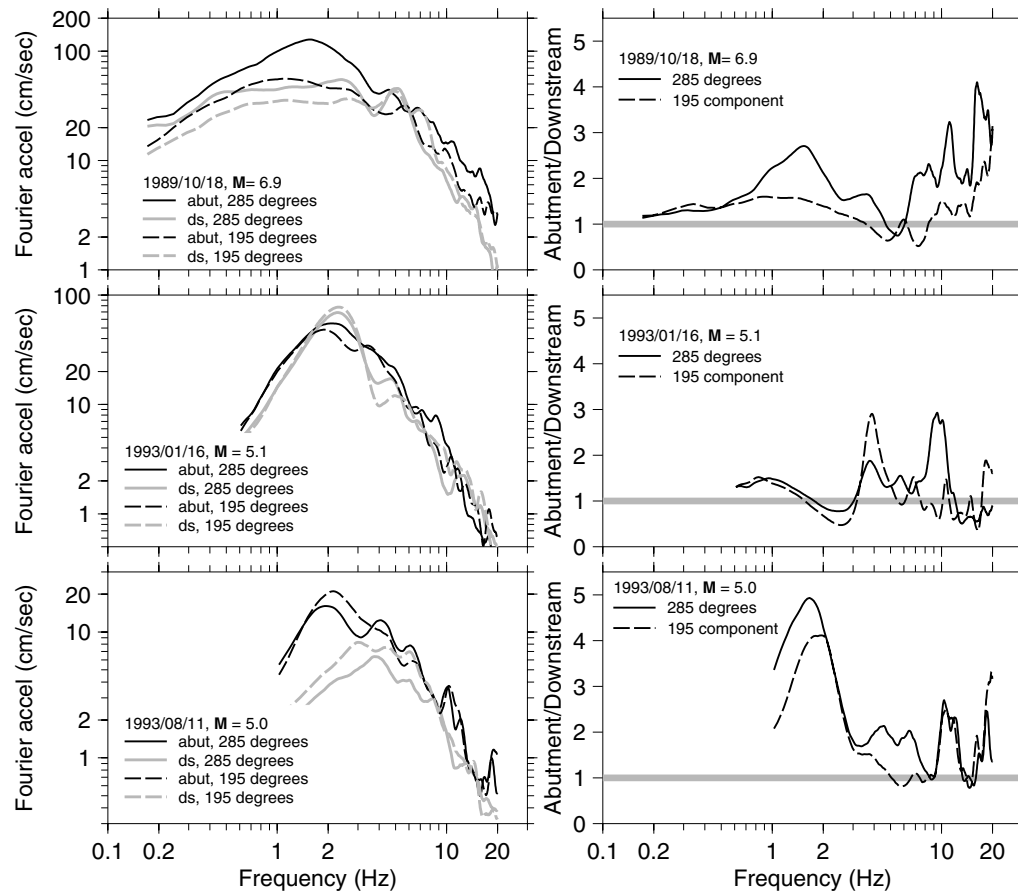 200
100
20
10
2
1
Fourier accel (cm/sec)
1989/10/18, M= 6.9
abut, 285 degrees
ds, 285 degrees
abut, 195 degrees
ds, 195 degrees
5
4
3
2
1
0
Abutment/Downstream
1989/10/18, M = 6.9
285 degrees
195 component
100
20
10
2
1
Fourier accel (cm/sec)
1993/01/16, M = 5.1
abut, 285 degrees
ds, 285 degrees
abut, 195 degrees
ds, 195 degrees
5
4
3
2
1
0
Abutment/Downstream
1993/01/16, M = 5.1
285 degrees
195 component
20
10
2
1
Fourier accel (cm/sec)
1993/08/11, M = 5.0
abut, 285 degrees
ds, 285 degrees
abut, 195 degrees
ds, 195 degrees
0.1 0.2 1 2 10 20
Frequency (Hz)
5
4
3
2
1
0
Abutment/Downstream
1993/08/11, M = 5.0
285 degrees
195 component
0.1 0.2 1 2 10 20
Frequency (Hz)